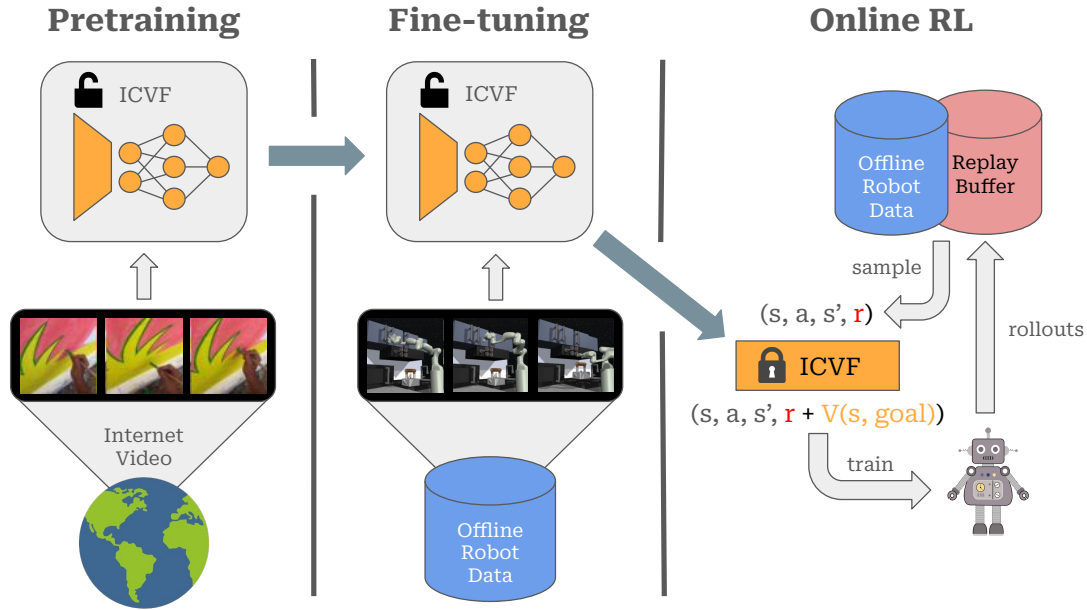 Pretraining
ICVF
Internet
Video
Fine-tuning
ICVF
Offline
Robot
Data
Online RL
Offline
Robot
Data
Replay
Buffer
sample
(s, a, s’, r)
rollouts
ICVF
(s, a, s’, r + V(s, goal))
train